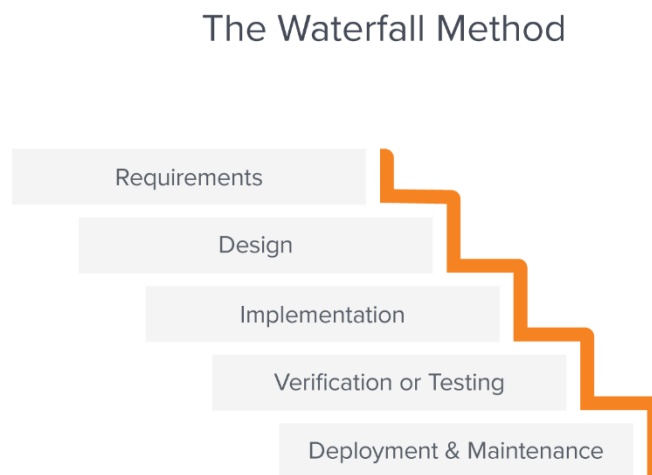 The Waterfall Method
Requirements
Design
Implementation
Verification or Testing
Deployment & Maintenance